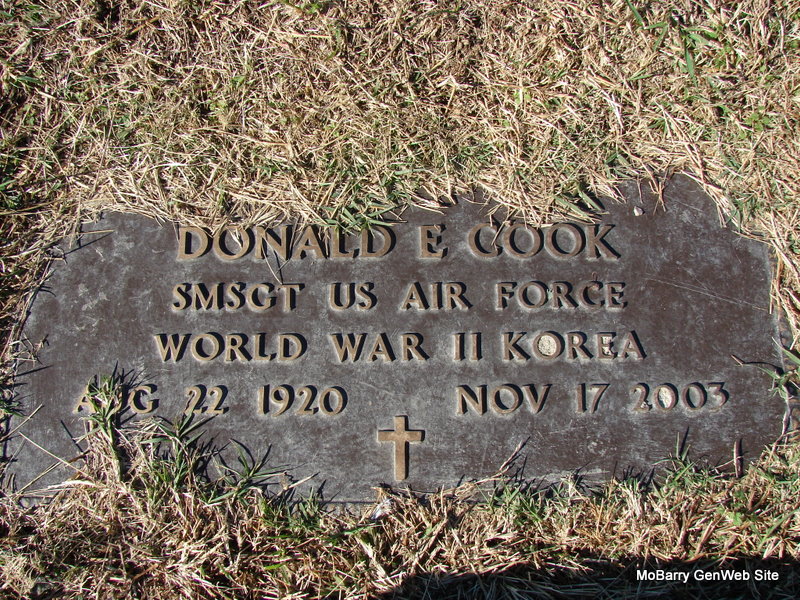 DONALD E COOK
SMSGT US AIR FORCE
WORLD WAR II KOREA
AUG 22 1920 NOV 17 2003
MoBarry GenWeb Site